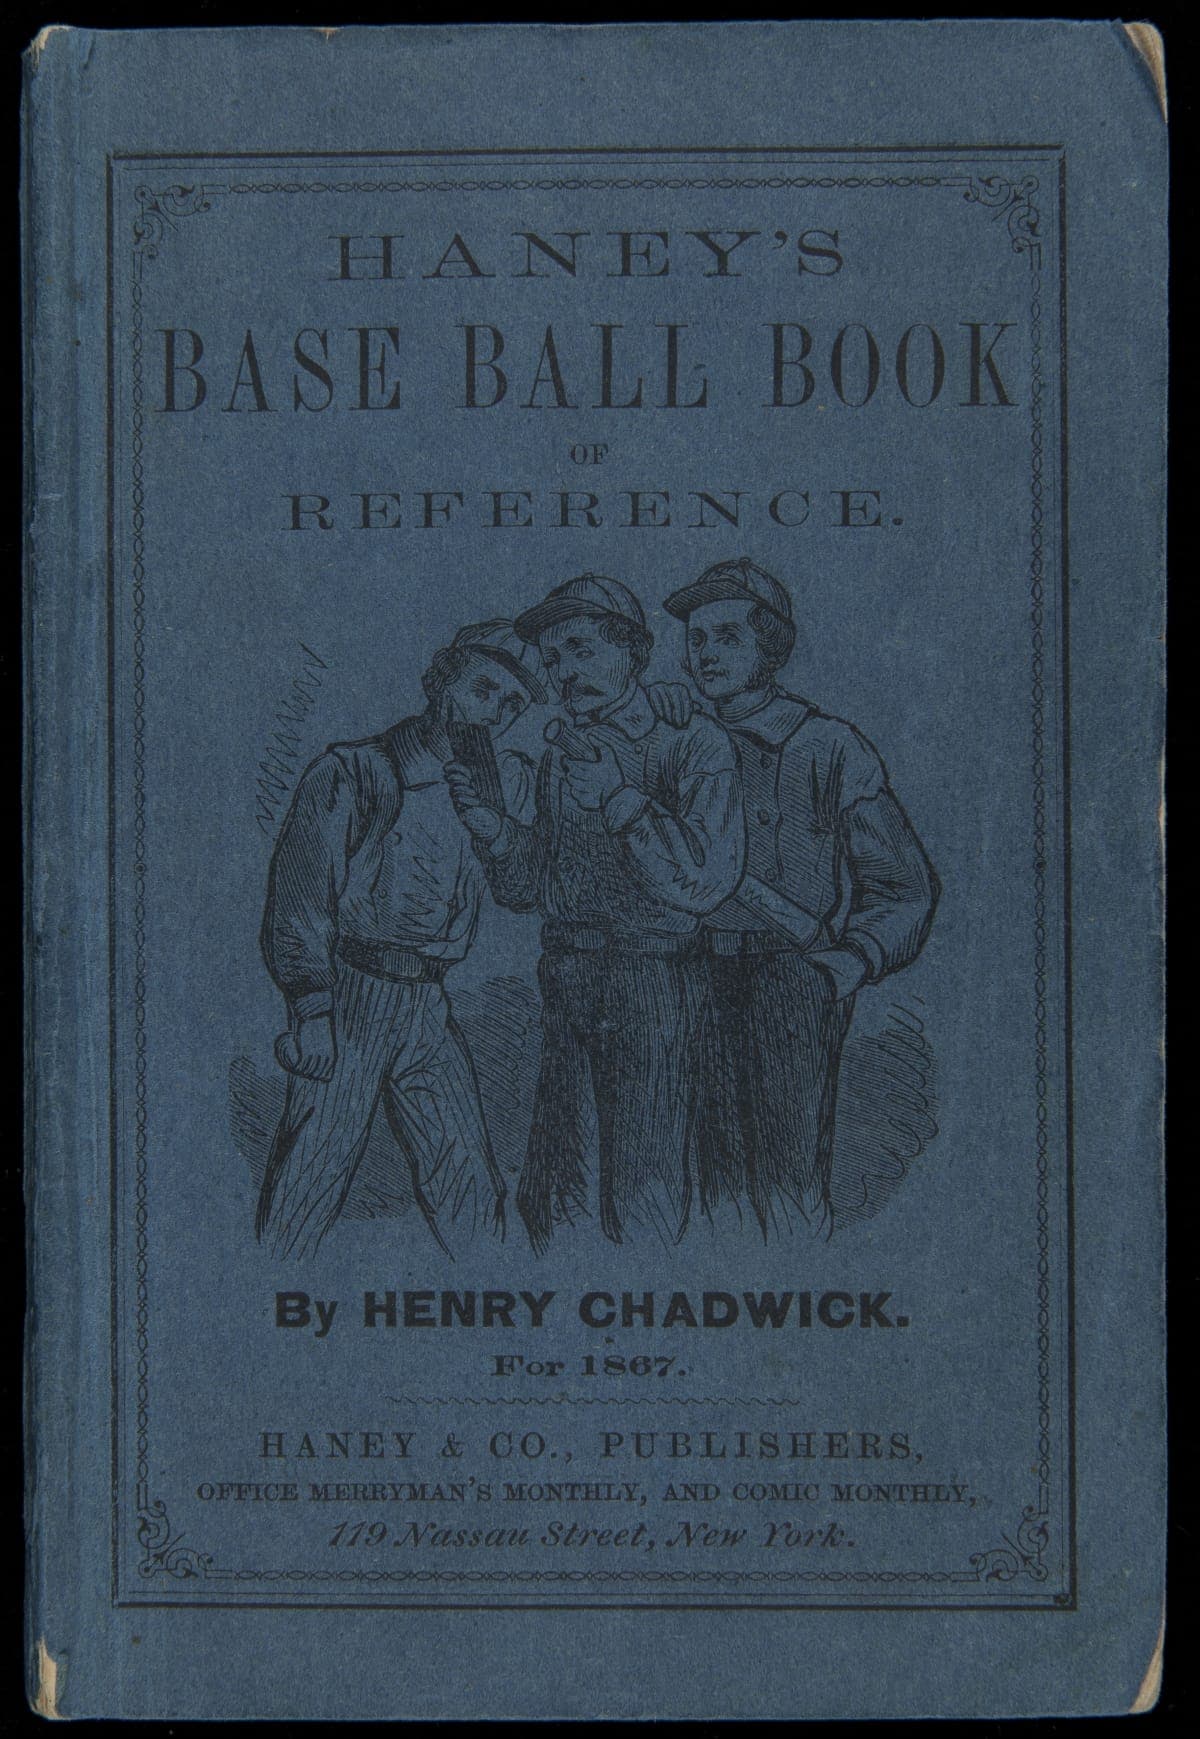 HANEY'S
BASE BALL BOOK
OF
REFERENCE.
By HENRY CHADWICK.
For 1867.
HANEY & CO., PUBLISHERS,
OFFICE MERRYMAN'S MONTHLY, AND COMIC MONTHLY,
119 Nassau Street, New York.